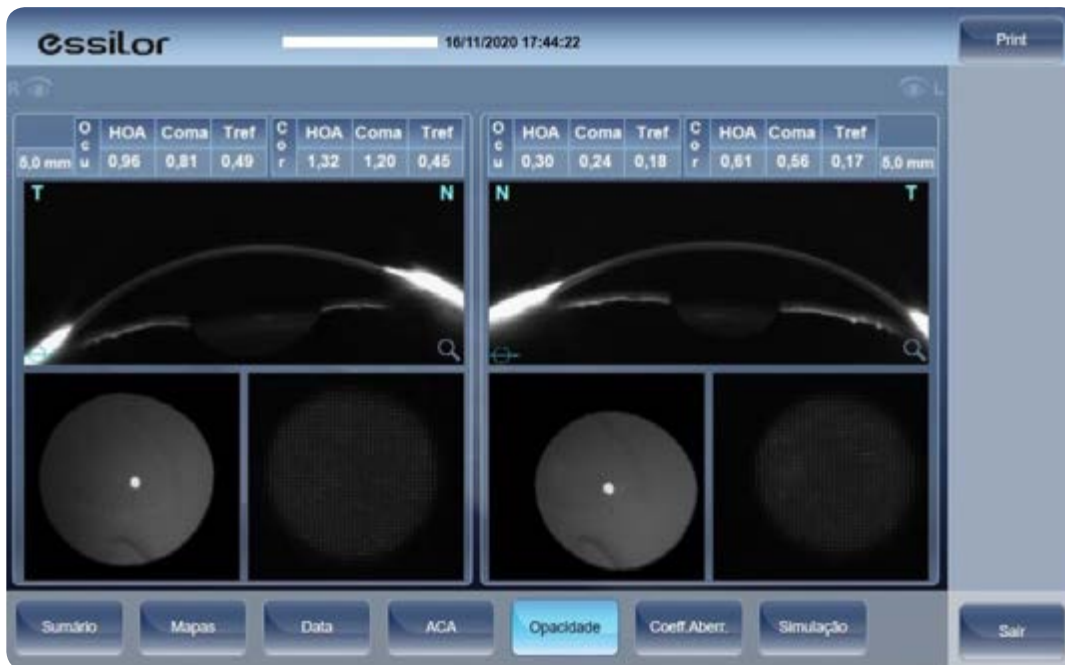 essilor 16/11/2020 17:44:22 Print
R L
O c u HOA Coma Tref C o r HOA Coma Tref
5,0 mm 0,96 0,81 0,49 1,32 1,20 0,45
O c u HOA Coma Tref C o r HOA Coma Tref
0,30 0,24 0,18 0,61 0,56 0,17 5,0 mm
T N
N T
Sumário Mapas Data ACA Opacidade Coeff.Aberr. Simulação Sair